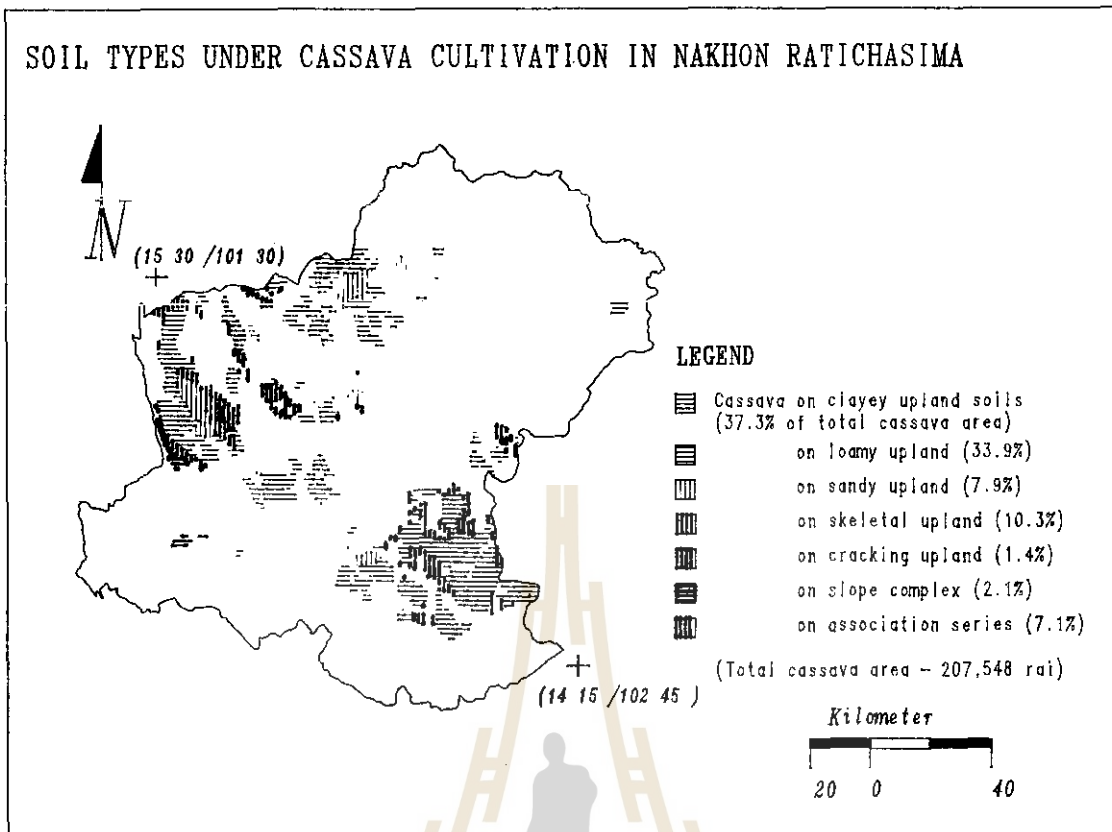 SOIL TYPES UNDER CASSAVA CULTIVATION IN NAKHON RATICHASIMA
N
(15 30 /101 30)
LEGEND
Cassava on clayey upland soils
(37.3% of total cassava area)
on loamy upland (33.9%)
on sandy upland (7.9%)
on skeletal upland (10.3%)
on cracking upland (1.4%)
on slope complex (2.1%)
on association series (7.1%)
(Total cassava area - 207,548 rai)
(14 15 /102 45 )
Kilometer
20 0 40